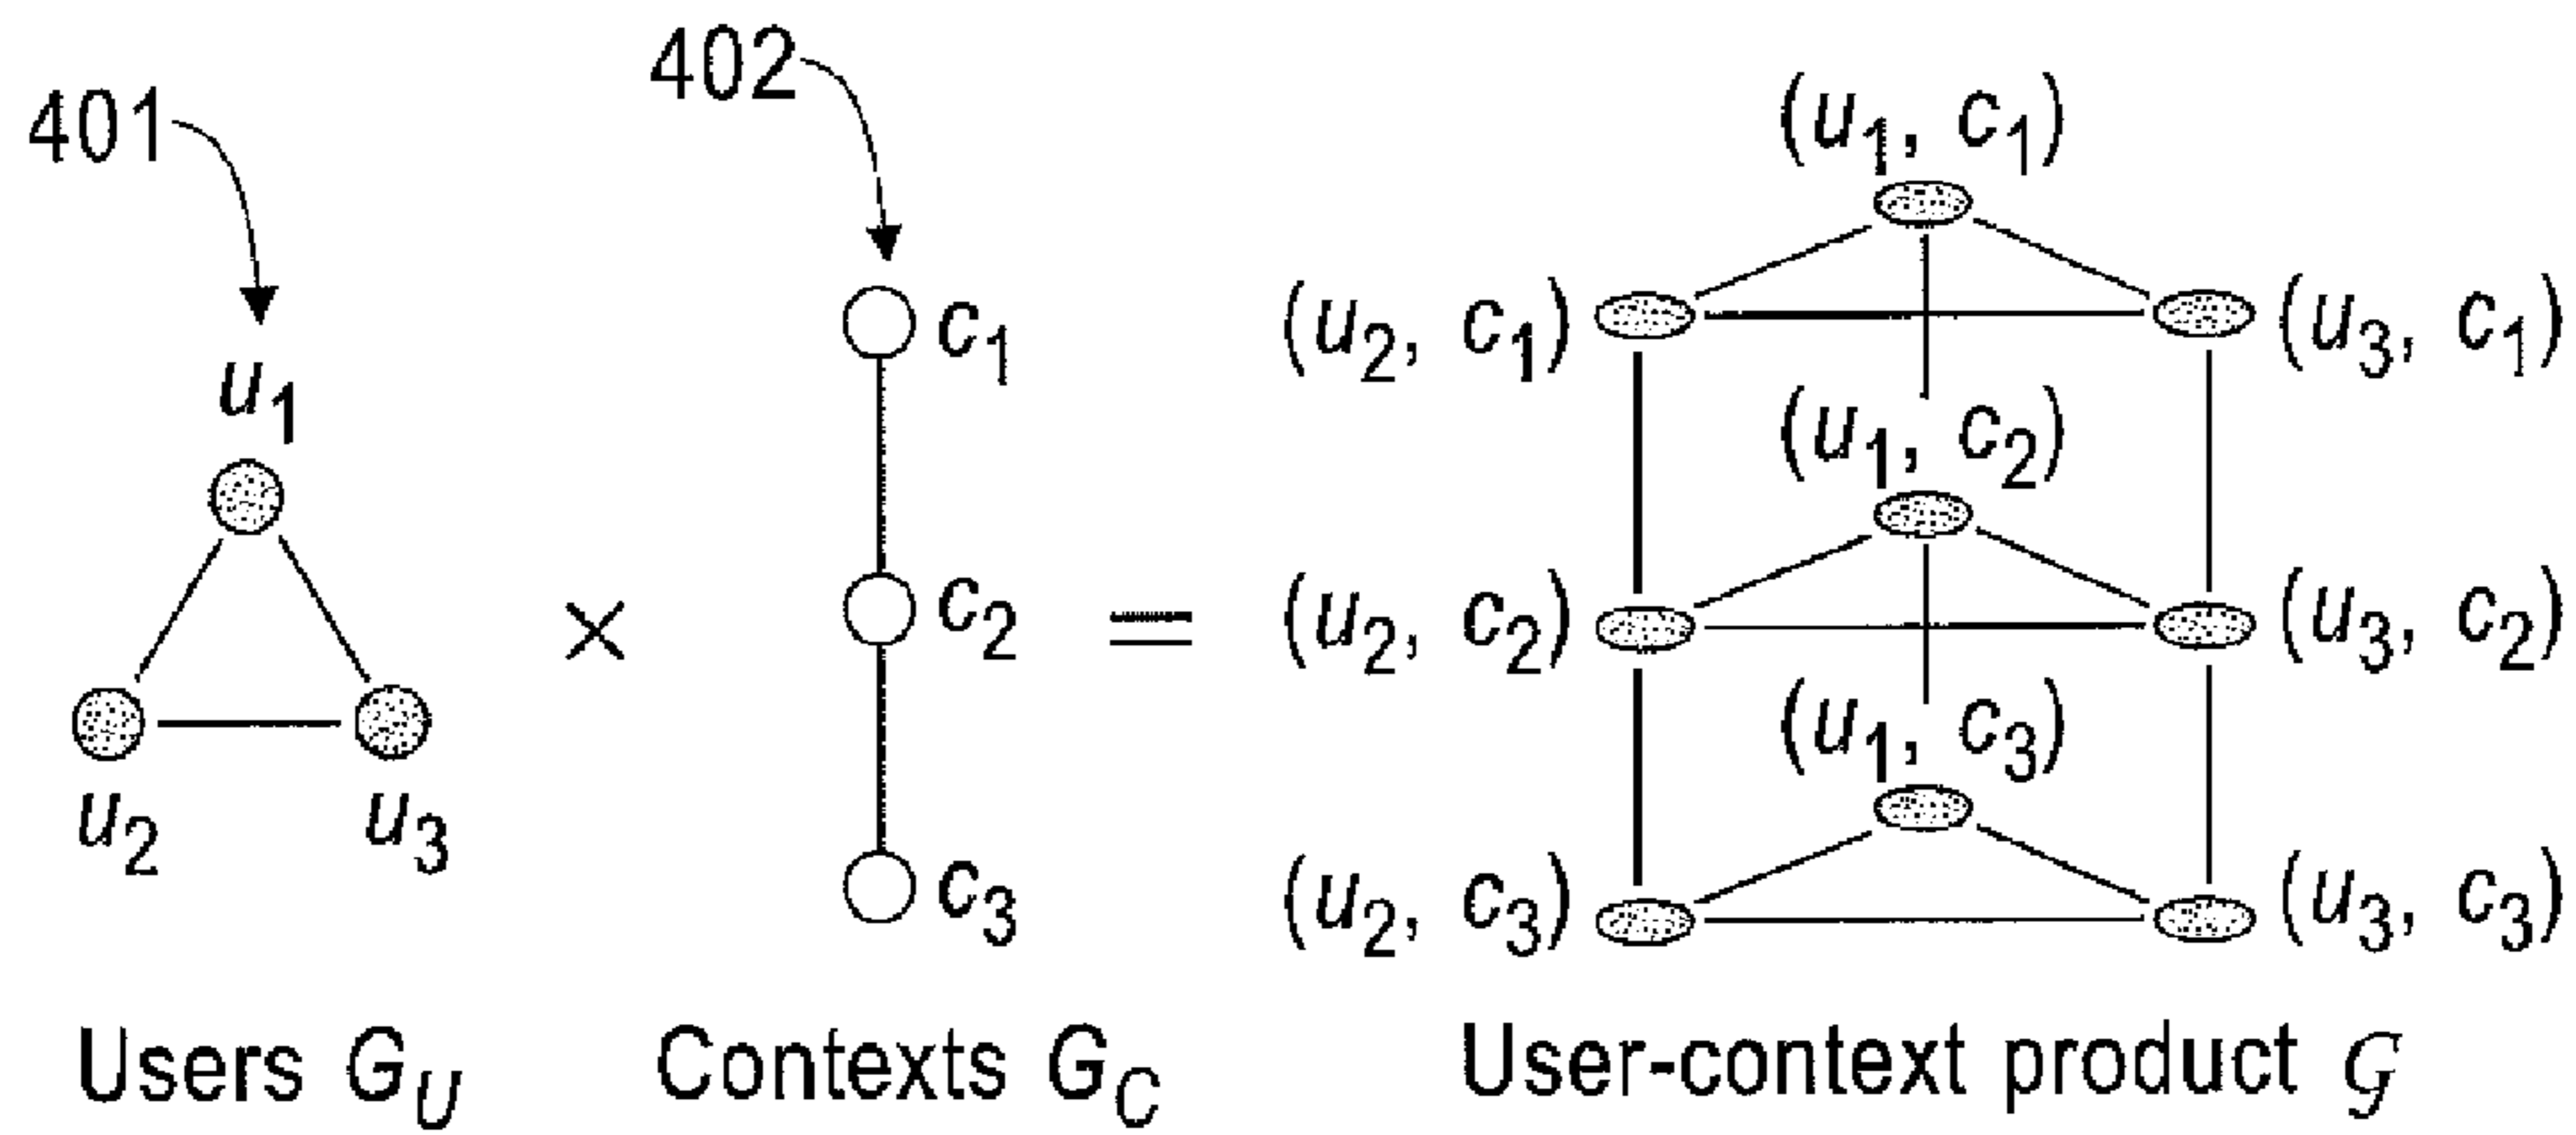 401
402
u1
u2
u3
×
c1
c2
c3
=
(u1, c1)
(u2, c1)
(u3, c1)
(u1, c2)
(u2, c2)
(u3, c2)
(u1, c3)
(u2, c3)
(u3, c3)
Users GU
Contexts GC
User-context product 𝒢